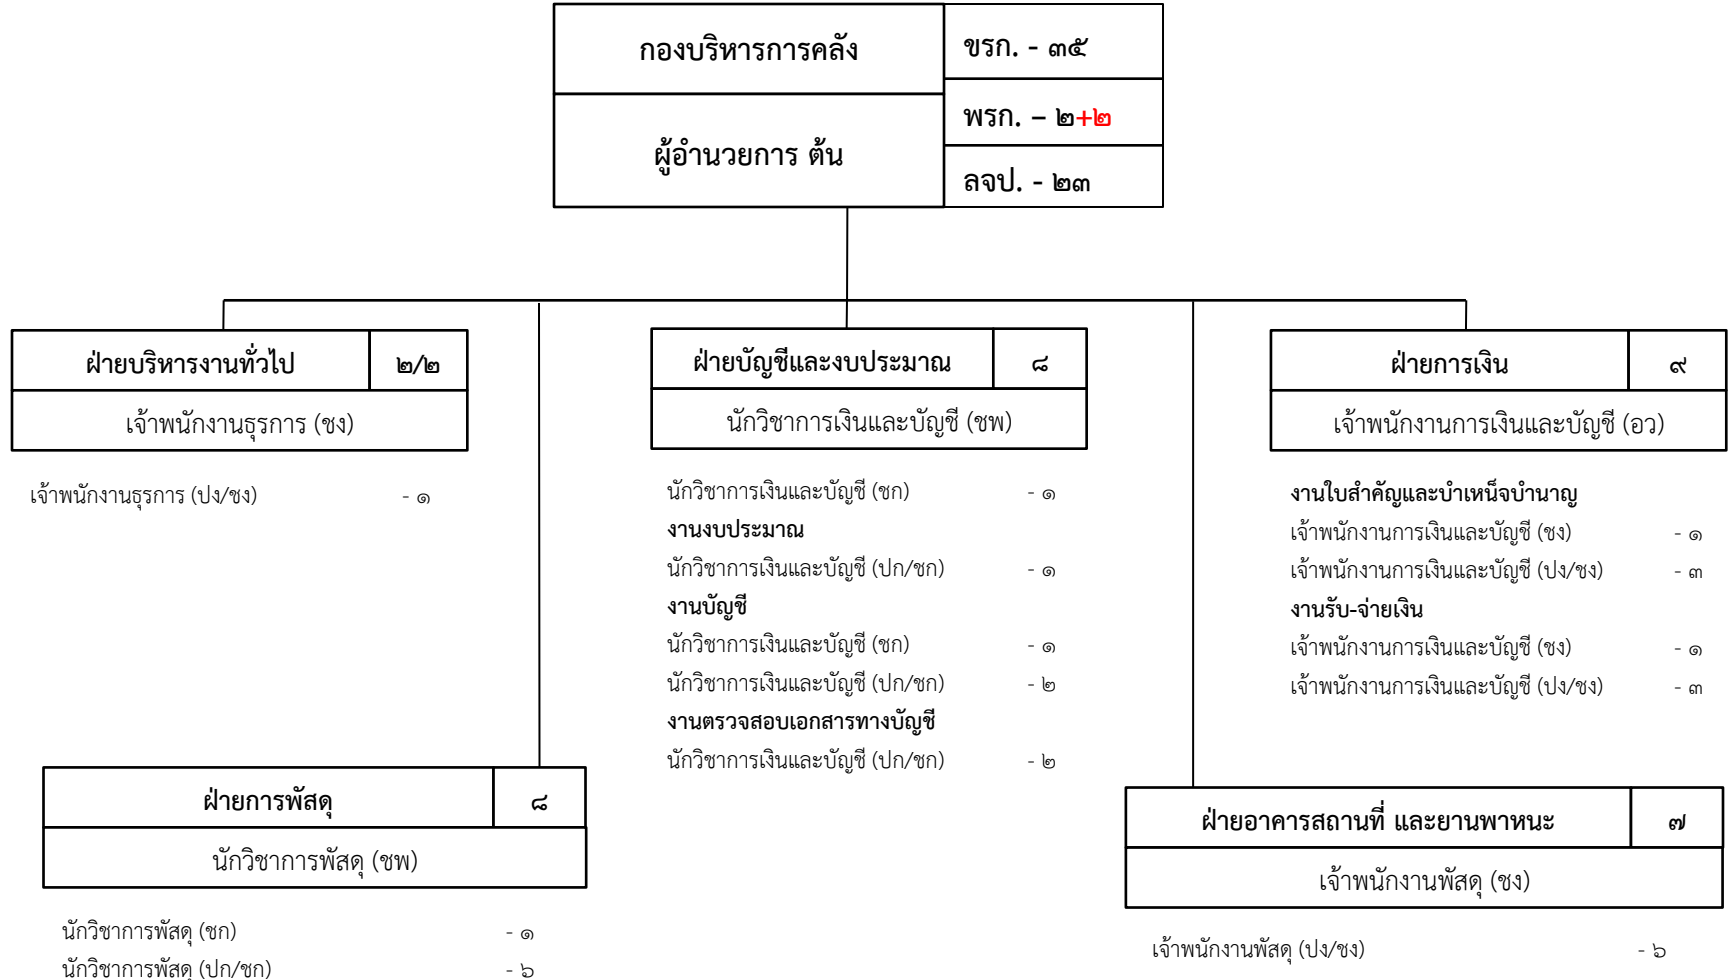 กองบริหารการคลัง
ขรก. - ๓๕
ผู้อำนวยการ ต้น
พรก. – ๒+๒
ลจป. - ๒๓
ฝ่ายบริหารงานทั่วไป ๒/๒
เจ้าพนักงานธุรการ (ชง)
เจ้าพนักงานธุรการ (ปง/ชง) - ๑
ฝ่ายบัญชีและงบประมาณ ๘
นักวิชาการเงินและบัญชี (ชพ)
นักวิชาการเงินและบัญชี (ชก) - ๑
งานงบประมาณ
นักวิชาการเงินและบัญชี (ปก/ชก) - ๑
งานบัญชี
นักวิชาการเงินและบัญชี (ชก) - ๑
นักวิชาการเงินและบัญชี (ปก/ชก) - ๒
งานตรวจสอบเอกสารทางบัญชี
นักวิชาการเงินและบัญชี (ปก/ชก) - ๒
ฝ่ายการเงิน ๙
เจ้าพนักงานการเงินและบัญชี (อว)
งานใบสำคัญและบำเหน็จบำนาญ
เจ้าพนักงานการเงินและบัญชี (ชง) - ๑
เจ้าพนักงานการเงินและบัญชี (ปง/ชง) - ๓
งานรับ-จ่ายเงิน
เจ้าพนักงานการเงินและบัญชี (ชง) - ๑
เจ้าพนักงานการเงินและบัญชี (ปง/ชง) - ๓
ฝ่ายการพัสดุ ๘
นักวิชาการพัสดุ (ชพ)
นักวิชาการพัสดุ (ชก) - ๑
นักวิชาการพัสดุ (ปก/ชก) - ๖
ฝ่ายอาคารสถานที่ และยานพาหนะ ๗
เจ้าพนักงานพัสดุ (ชง)
เจ้าพนักงานพัสดุ (ปง/ชง) - ๖